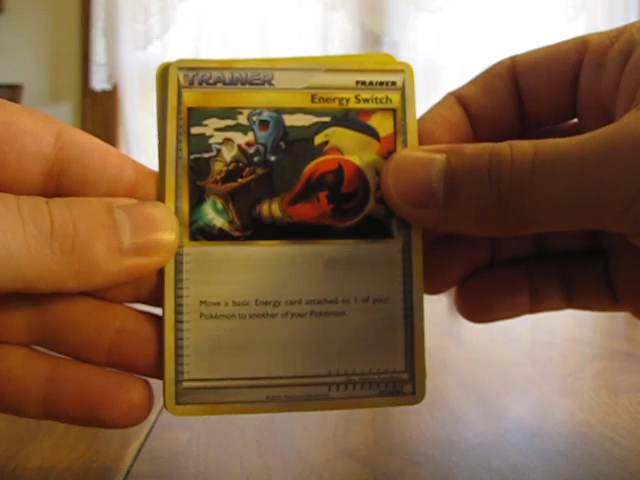 TRAINER TRAINER
Energy Switch
Move a basic Energy card attached to 1 of your
Pokémon to another of your Pokémon.